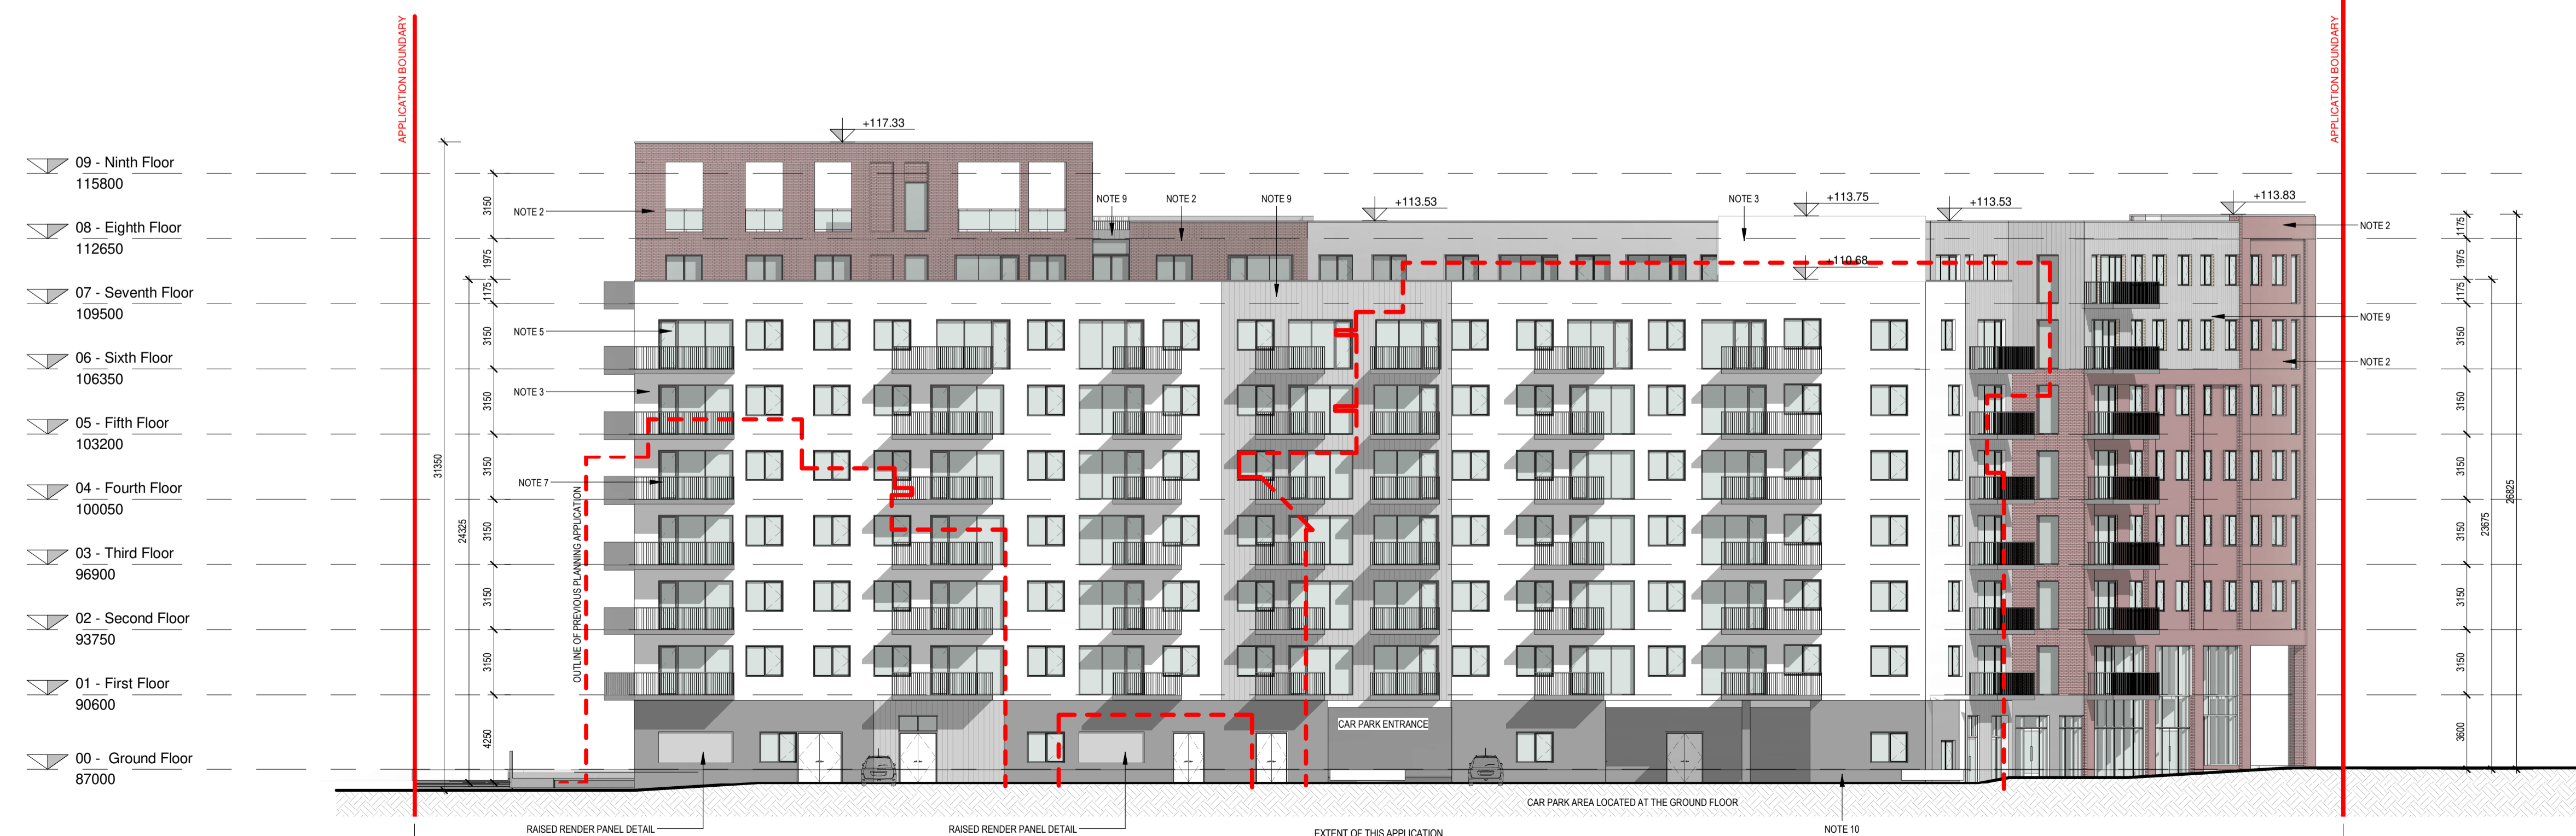 APPLICATION BOUNDARY
APPLICATION BOUNDARY
+117.33
09 - Ninth Floor
115800
08 - Eighth Floor
112650
07 - Seventh Floor
109500
06 - Sixth Floor
106350
05 - Fifth Floor
103200
04 - Fourth Floor
100050
03 - Third Floor
96900
02 - Second Floor
93750
01 - First Floor
90600
00 - Ground Floor
87000
31350
24325
3150
1975
1175
3150
3150
3150
3150
3150
3150
4250
OUTLINE OF PREVIOUS PLANNING APPLICATION
NOTE 2
NOTE 5
NOTE 3
NOTE 7
NOTE 9
NOTE 2
NOTE 9
+113.53
NOTE 3
+113.75
+110.68
+113.53
+113.83
NOTE 2
NOTE 9
NOTE 2
1175
1975
1175
3150
3150
3150
3150
3150
3150
3600
23675
26825
CAR PARK ENTRANCE
CAR PARK AREA LOCATED AT THE GROUND FLOOR
RAISED RENDER PANEL DETAIL
RAISED RENDER PANEL DETAIL
EXTENT OF THIS APPLICATION
NOTE 10